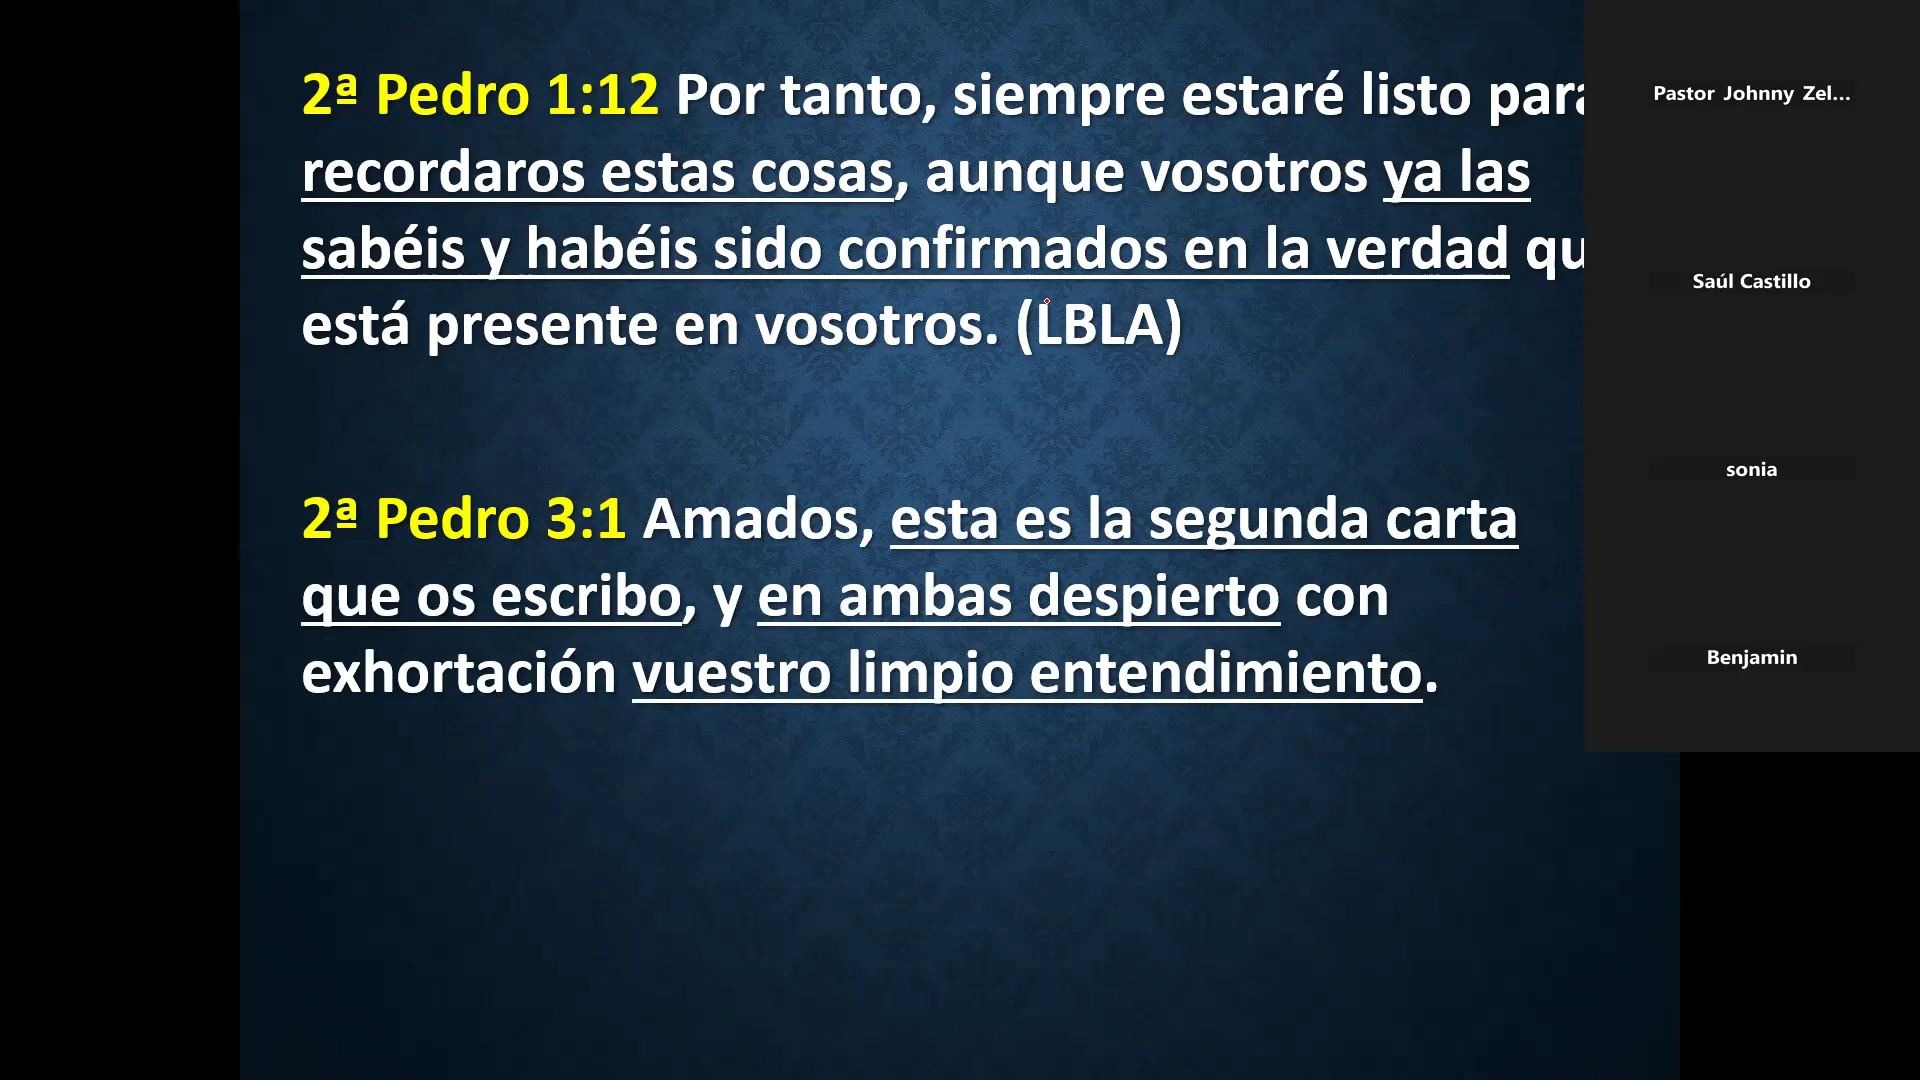 2ª Pedro 1:12 Por tanto, siempre estaré listo para
recordaros estas cosas, aunque vosotros ya las
sabéis y habéis sido confirmados en la verdad qu
está presente en vosotros. (LBLA)
2ª Pedro 3:1 Amados, esta es la segunda carta
que os escribo, y en ambas despierto con
exhortación vuestro limpio entendimiento.
Pastor Johnny Zel...
Saúl Castillo
sonia
Benjamin